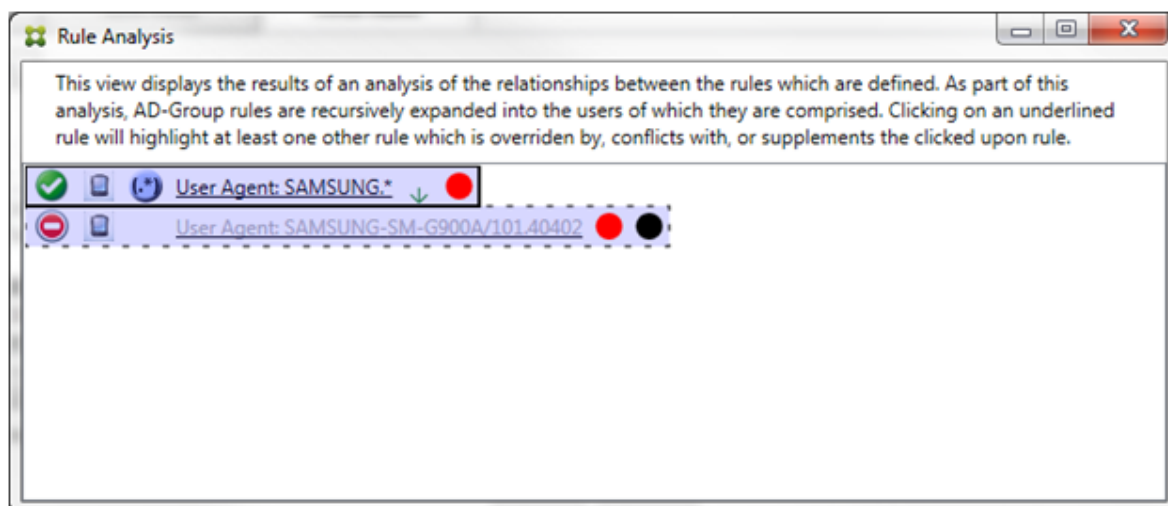 Rule Analysis
This view displays the results of an analysis of the relationships between the rules which are defined. As part of this
analysis, AD-Group rules are recursively expanded into the users of which they are comprised. Clicking on an underlined
rule will highlight at least one other rule which is overriden by, conflicts with, or supplements the clicked upon rule.
(.*) User Agent: SAMSUNG.*
User Agent: SAMSUNG-SM-G900A/101.40402